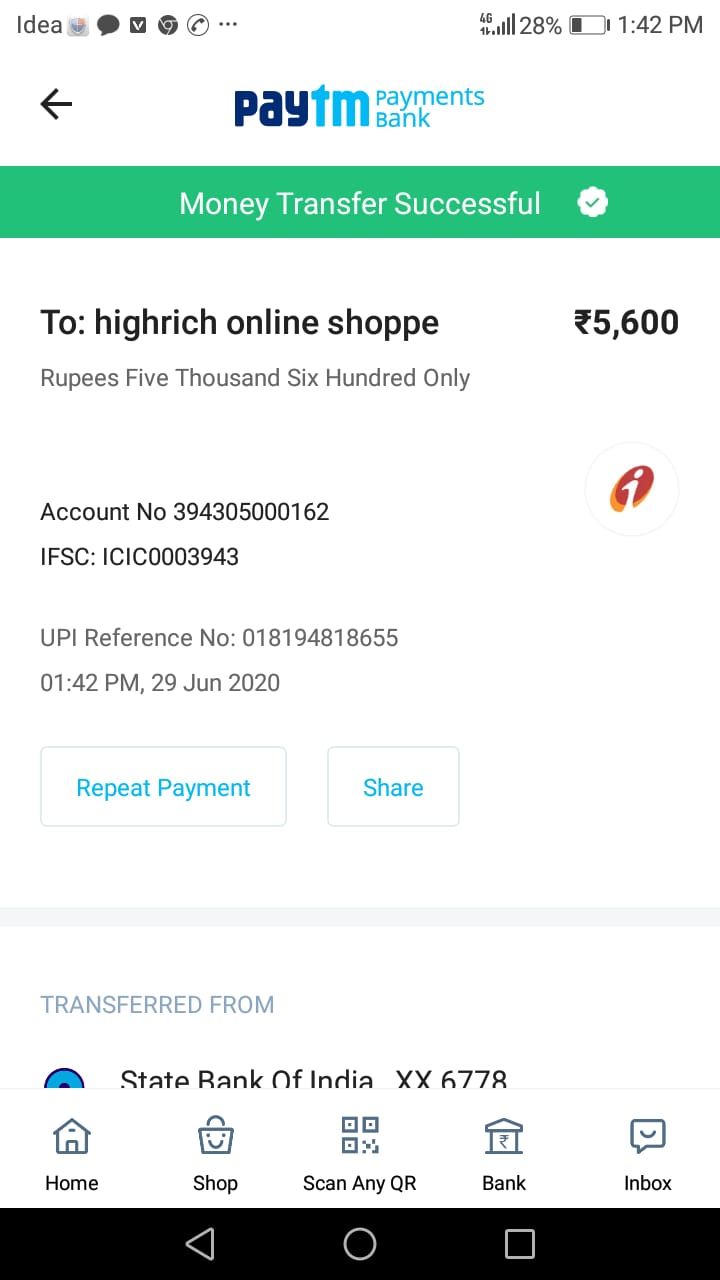 Idea 4G 28% 1:42 PM
paytm Payments Bank
Money Transfer Successful
To: highrich online shoppe ₹5,600
Rupees Five Thousand Six Hundred Only
Account No 394305000162
IFSC: ICIC0003943
UPI Reference No: 018194818655
01:42 PM, 29 Jun 2020
Repeat Payment Share
TRANSFERRED FROM
State Bank Of India XX 6778
Home Shop Scan Any QR Bank Inbox